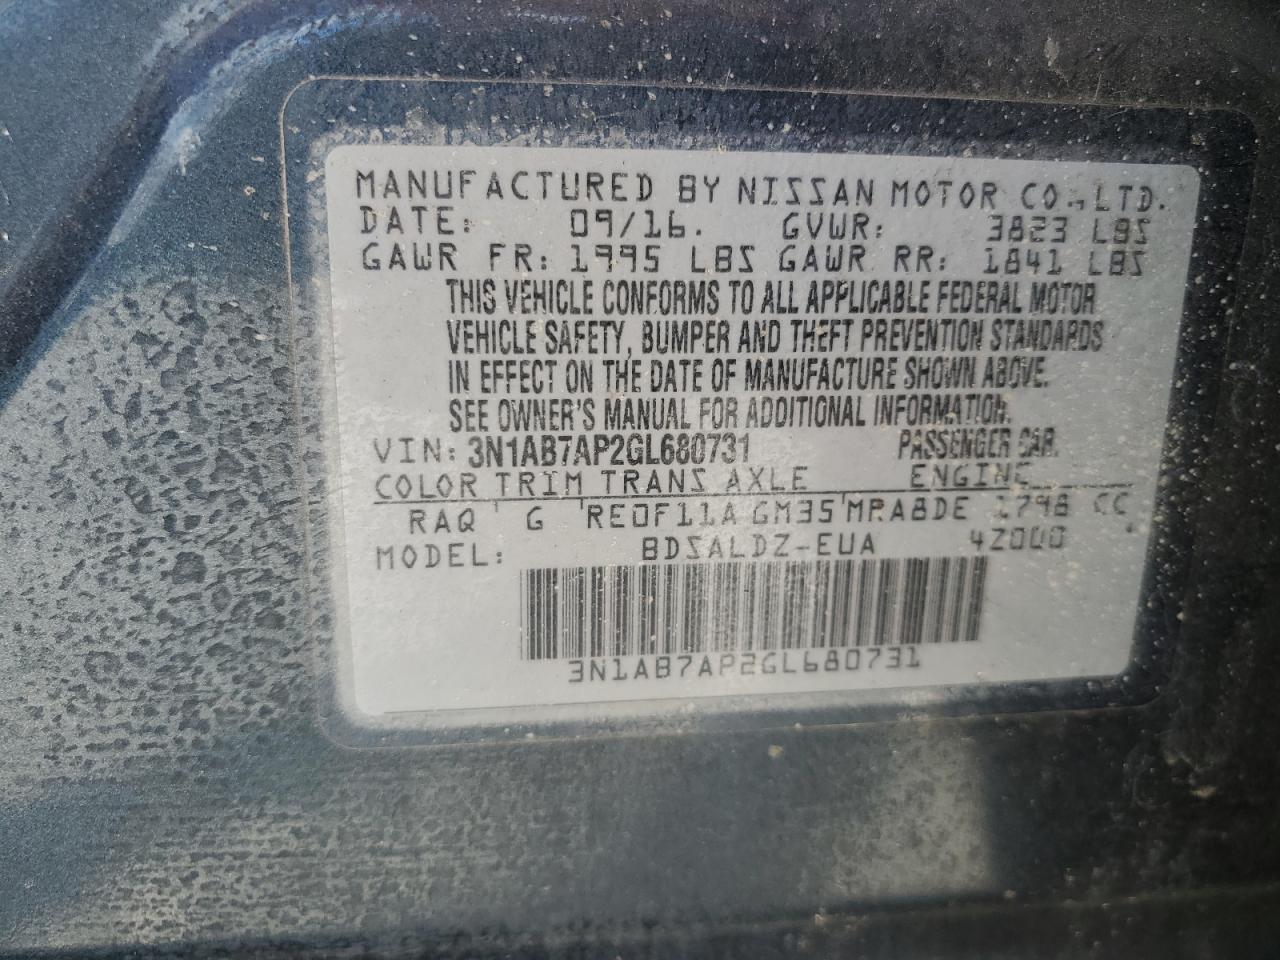 MANUFACTURED BY NISSAN MOTOR CO.,LTD.
DATE: 09/16. GVWR: 3823 LBS
GAWR FR: 1995 LBS GAWR RR: 1841 LBS
THIS VEHICLE CONFORMS TO ALL APPLICABLE FEDERAL MOTOR
VEHICLE SAFETY, BUMPER AND THEFT PREVENTION STANDARDS
IN EFFECT ON THE DATE OF MANUFACTURE SHOWN ABOVE.
SEE OWNER'S MANUAL FOR ADDITIONAL INFORMATION.
VIN: 3N1AB7AP2GL680731 PASSENGER CAR.
COLOR TRIM TRANS AXLE ENGINE
RAQ G RE0F11A GM35 MRA8DE 1798 CC
MODEL: BDSALDZ-EUA 42000
3N1AB7AP2GL680731